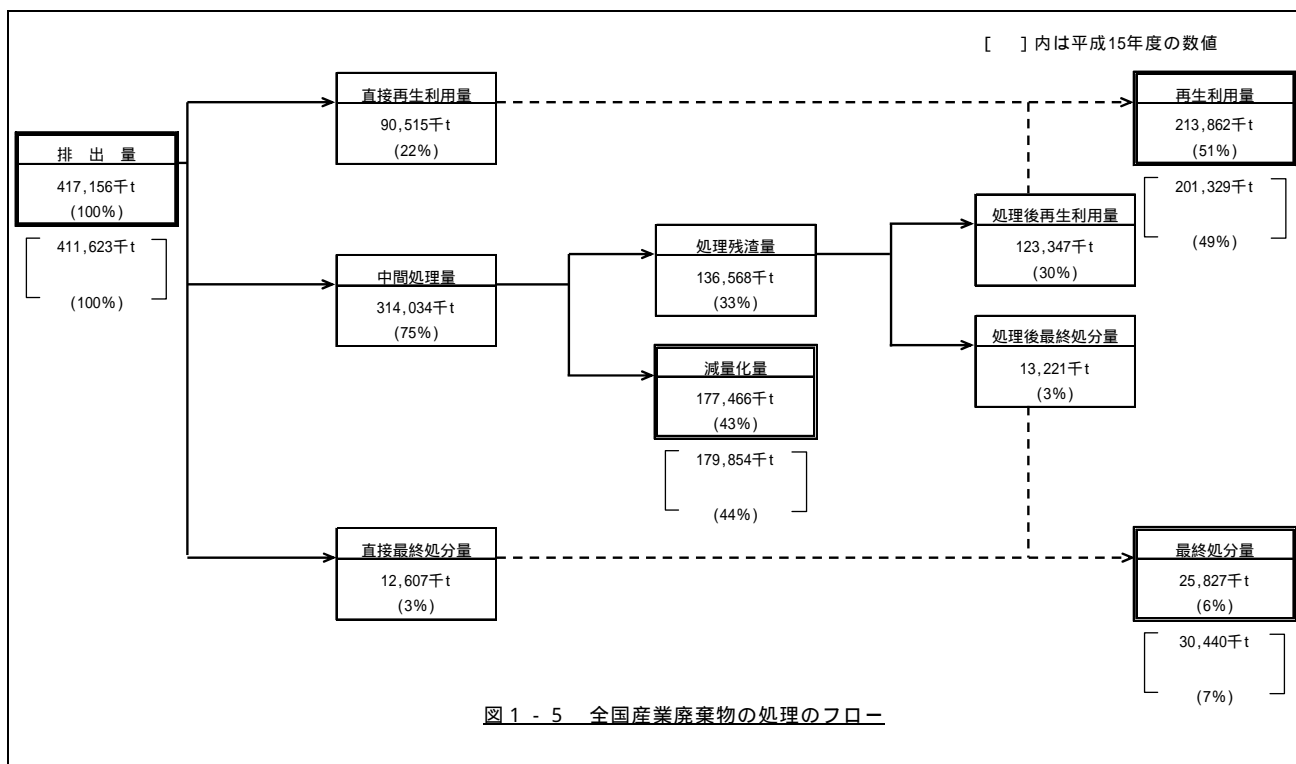 [　]内は平成15年度の数値
直接再生利用量
90,515千t
(22%)
再生利用量
213,862千t
(51%)
[201,329千t
(49%)]
排　出　量
417,156千t
(100%)
[411,623千t
(100%)]
中間処理量
314,034千t
(75%)
処理残渣量
136,568千t
(33%)
処理後再生利用量
123,347千t
(30%)
減量化量
177,466千t
(43%)
[179,854千t
(44%)]
処理後最終処分量
13,221千t
(3%)
直接最終処分量
12,607千t
(3%)
最終処分量
25,827千t
(6%)
[30,440千t
(7%)]
図1-5　全国産業廃棄物の処理のフロー